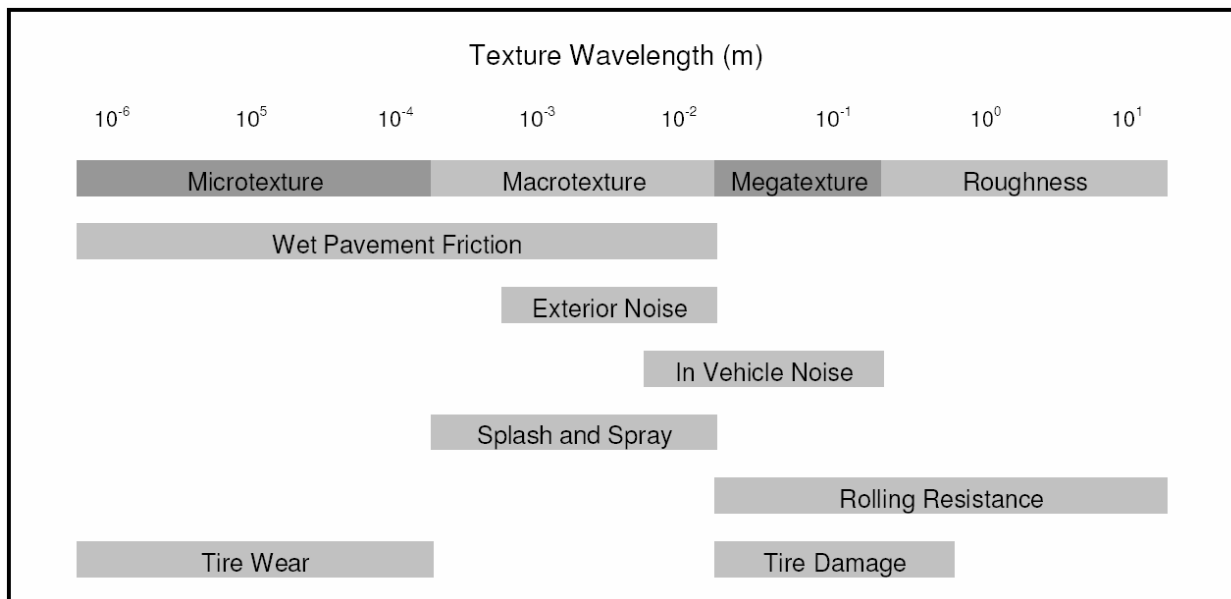 Texture Wavelength (m)
10⁻⁶ 10⁵ 10⁻⁴ 10⁻³ 10⁻² 10⁻¹ 10⁰ 10¹
Microtexture Macrotexture Megatexture Roughness
Wet Pavement Friction
Exterior Noise
In Vehicle Noise
Splash and Spray
Rolling Resistance
Tire Wear Tire Damage